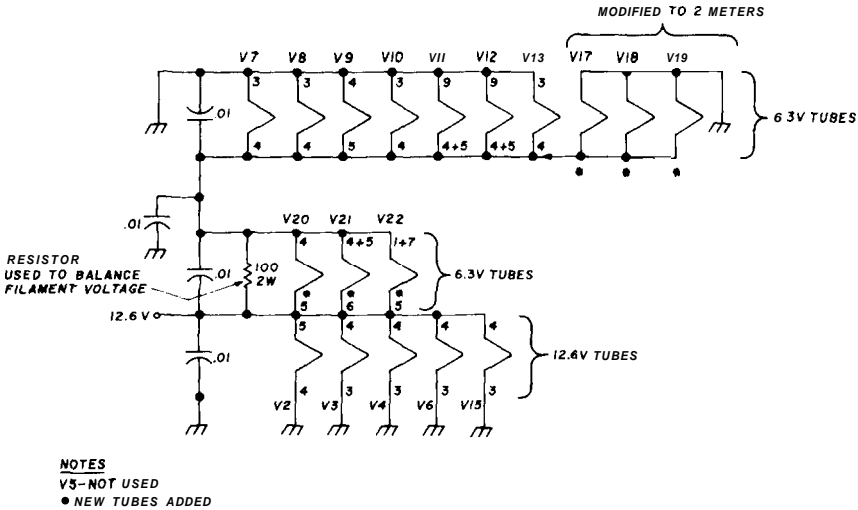 MODIFIED TO 2 METERS
V7 V8 V9 V10 V11 V12 V13 V17 V18 V19
3 3 4 3 9 9 3
.01
6 3V TUBES
4 4 5 4 4+5 4+5 4
.01
V20 V21 V22
4 4+5 1+7
RESISTOR
USED TO BALANCE
FILAMENT VOLTAGE
.01
100
2W
6.3V TUBES
5 6 5
12.6 V
5 4 4 4 4
.01
12.6V TUBES
4 3 3 3 3
V2 V3 V4 V6 V15
NOTES
V5-NOT USED
● NEW TUBES ADDED